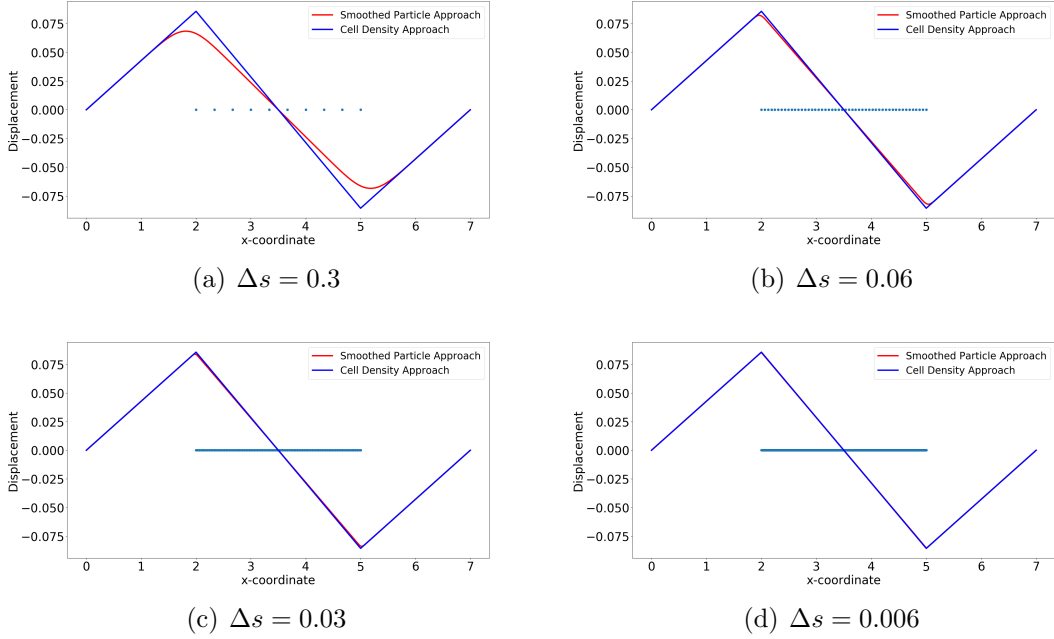 0.075
0.050
0.025
0.000
−0.025
−0.050
−0.075
Displacement
0 1 2 3 4 5 6 7
x-coordinate
Smoothed Particle Approach
Cell Density Approach
(a) Δs = 0.3
0.075
0.050
0.025
0.000
−0.025
−0.050
−0.075
Displacement
0 1 2 3 4 5 6 7
x-coordinate
Smoothed Particle Approach
Cell Density Approach
(b) Δs = 0.06
0.075
0.050
0.025
0.000
−0.025
−0.050
−0.075
Displacement
0 1 2 3 4 5 6 7
x-coordinate
Smoothed Particle Approach
Cell Density Approach
(c) Δs = 0.03
0.075
0.050
0.025
0.000
−0.025
−0.050
−0.075
Displacement
0 1 2 3 4 5 6 7
x-coordinate
Smoothed Particle Approach
Cell Density Approach
(d) Δs = 0.006